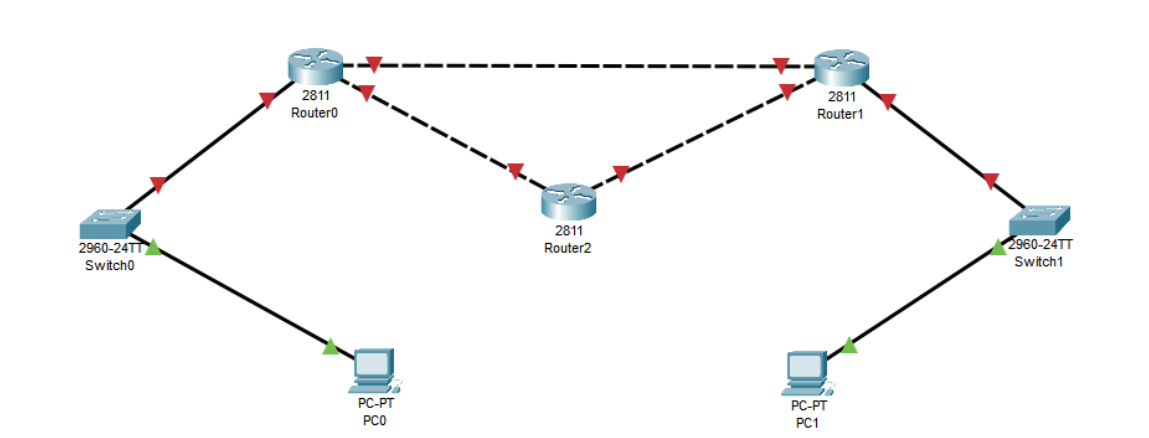 2811
Router0
2811
Router1
2811
Router2
2960-24TT
Switch0
2960-24TT
Switch1
PC-PT
PC0
PC-PT
PC1